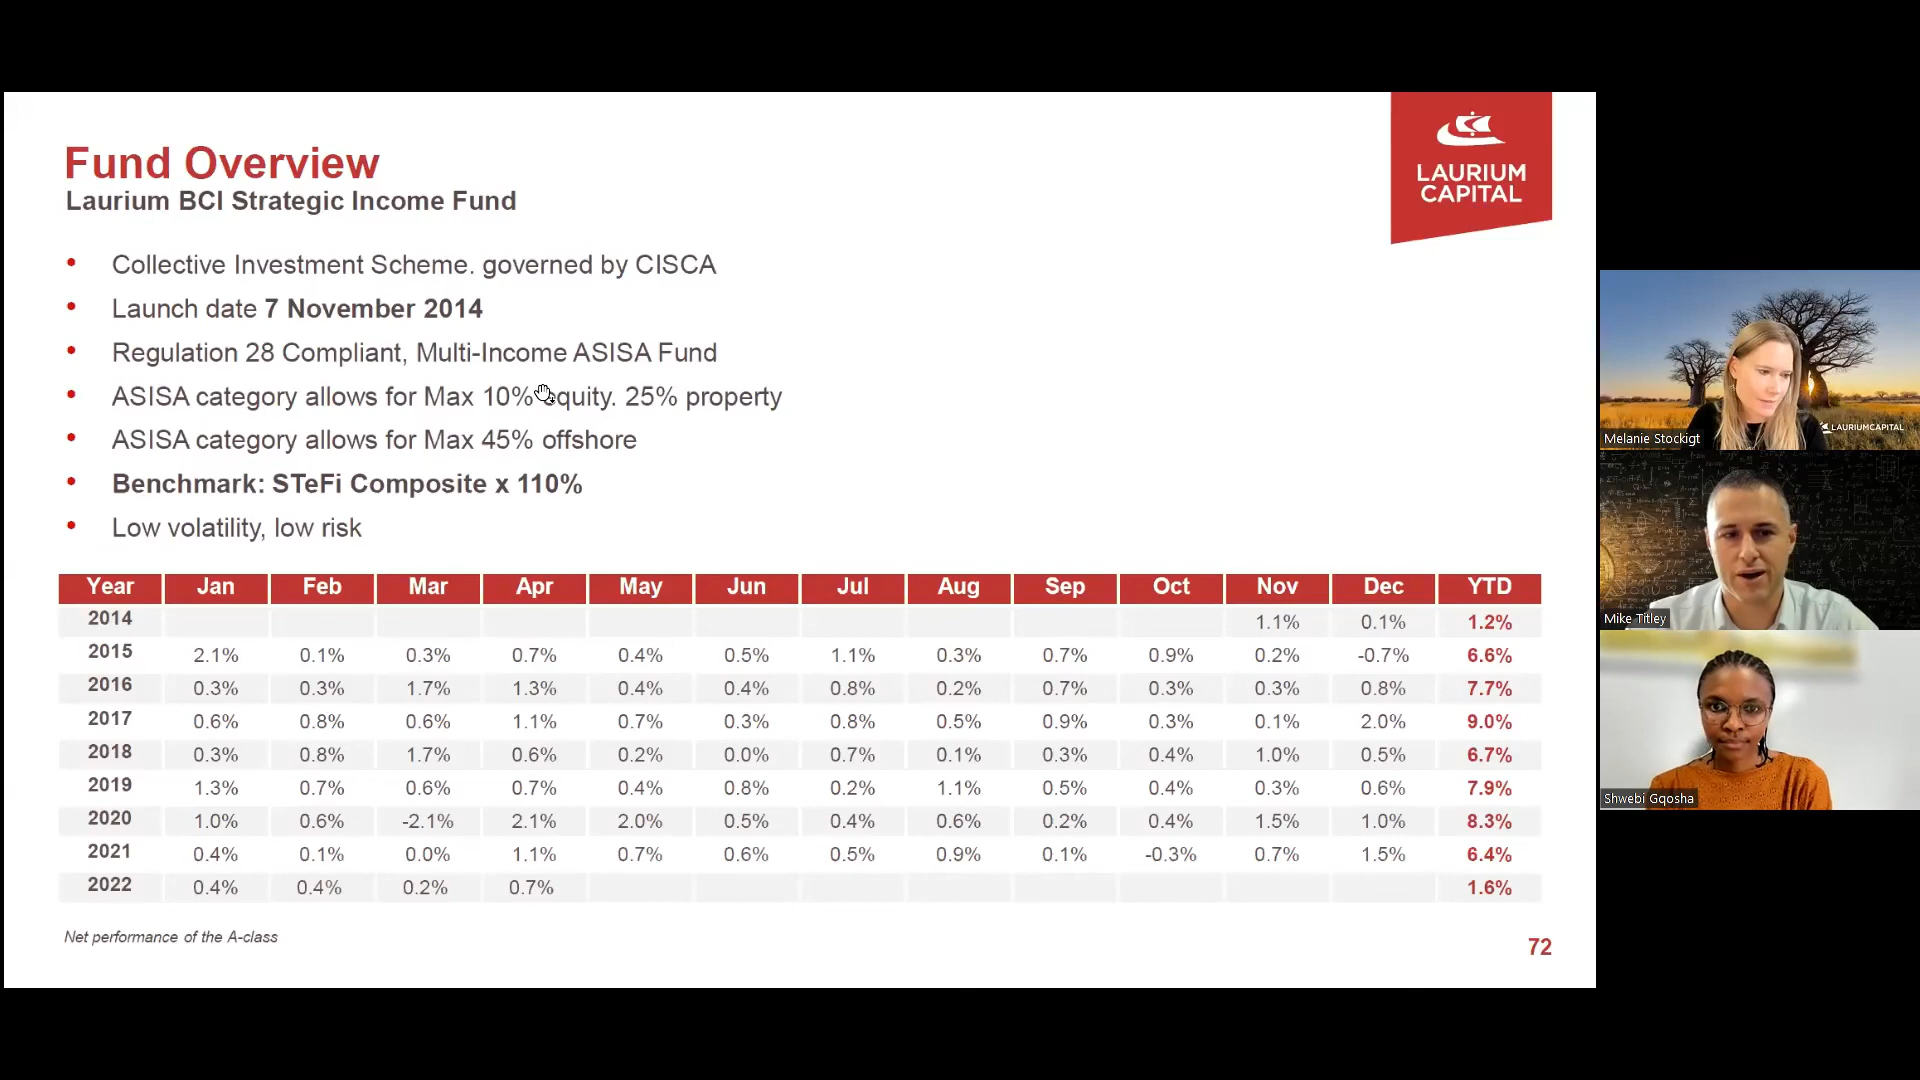 Fund Overview
Laurium BCI Strategic Income Fund
LAURIUM
CAPITAL
• Collective Investment Scheme. governed by CISCA
• Launch date 7 November 2014
• Regulation 28 Compliant, Multi-Income ASISA Fund
• ASISA category allows for Max 10% equity. 25% property
• ASISA category allows for Max 45% offshore
• Benchmark: STeFi Composite x 110%
• Low volatility, low risk
Year Jan Feb Mar Apr May Jun Jul Aug Sep Oct Nov Dec YTD
2014 1.1% 0.1% 1.2%
2015 2.1% 0.1% 0.3% 0.7% 0.4% 0.5% 1.1% 0.3% 0.7% 0.9% 0.2% -0.7% 6.6%
2016 0.3% 0.3% 1.7% 1.3% 0.4% 0.4% 0.8% 0.2% 0.7% 0.3% 0.3% 0.8% 7.7%
2017 0.6% 0.8% 0.6% 1.1% 0.7% 0.3% 0.8% 0.5% 0.9% 0.3% 0.1% 2.0% 9.0%
2018 0.3% 0.8% 1.7% 0.6% 0.2% 0.0% 0.7% 0.1% 0.3% 0.4% 1.0% 0.5% 6.7%
2019 1.3% 0.7% 0.6% 0.7% 0.4% 0.8% 0.2% 1.1% 0.5% 0.4% 0.3% 0.6% 7.9%
2020 1.0% 0.6% -2.1% 2.1% 2.0% 0.5% 0.4% 0.6% 0.2% 0.4% 1.5% 1.0% 8.3%
2021 0.4% 0.1% 0.0% 1.1% 0.7% 0.6% 0.5% 0.9% 0.1% -0.3% 0.7% 1.5% 6.4%
2022 0.4% 0.4% 0.2% 0.7% 1.6%
Net performance of the A-class
72
LAURIUMCAPITAL
Melanie Stockigt
Mike Titley
Shwebi Gqosha